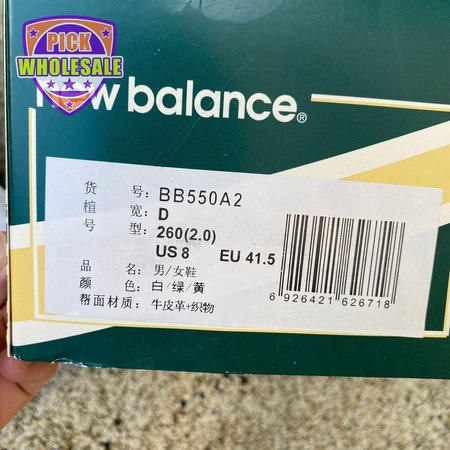 PICK
WHOLESALE
new balance®
货 号: BB550A2
楦 宽: D
号 型: 260(2.0)
US 8 EU 41.5
品 名: 男/女鞋
颜 色: 白/绿/黄
帮面材质: 牛皮革+织物
6 926421 626718